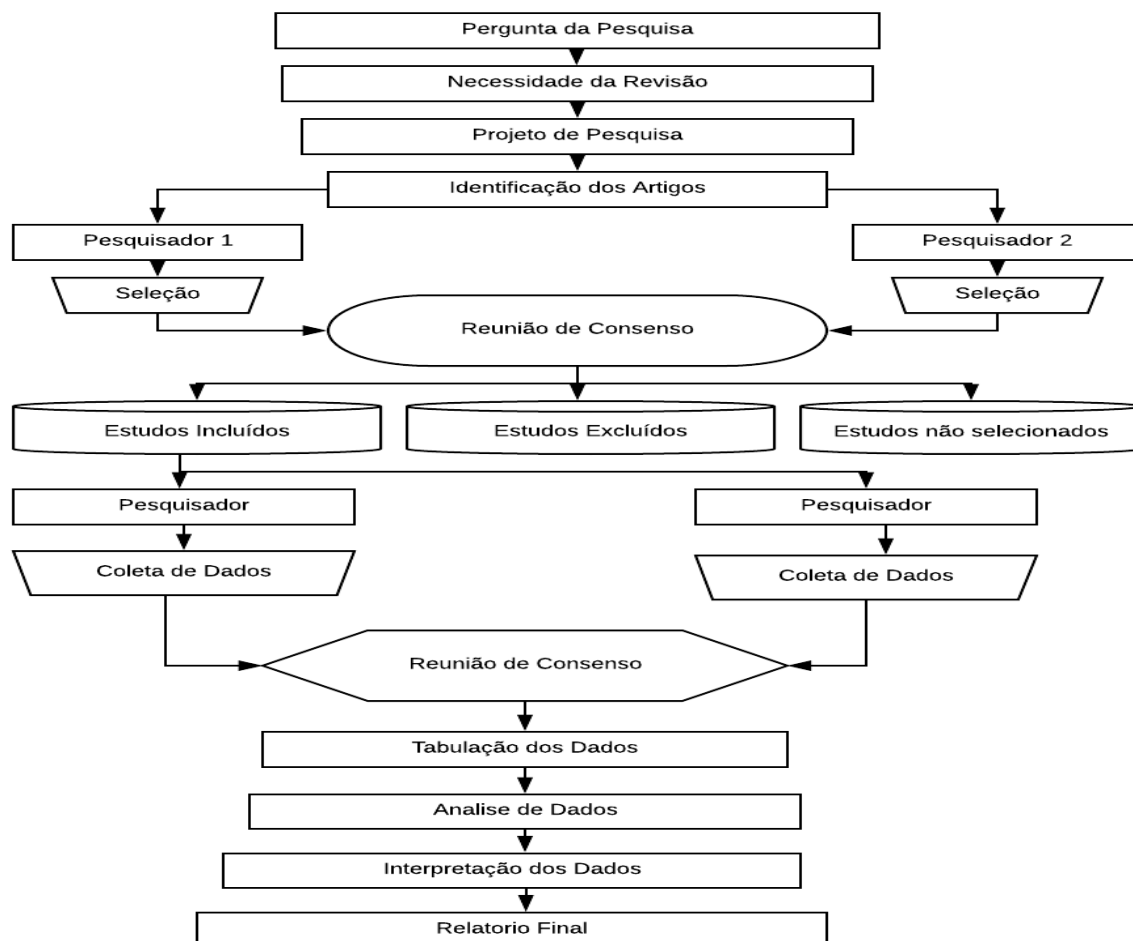 Pergunta da Pesquisa
Necessidade da Revisão
Projeto de Pesquisa
Identificação dos Artigos
Pesquisador 1
Pesquisador 2
Seleção
Seleção
Reunião de Consenso
Estudos Incluídos
Estudos Excluídos
Estudos não selecionados
Pesquisador
Pesquisador
Coleta de Dados
Coleta de Dados
Reunião de Consenso
Tabulação dos Dados
Analise de Dados
Interpretação dos Dados
Relatorio Final